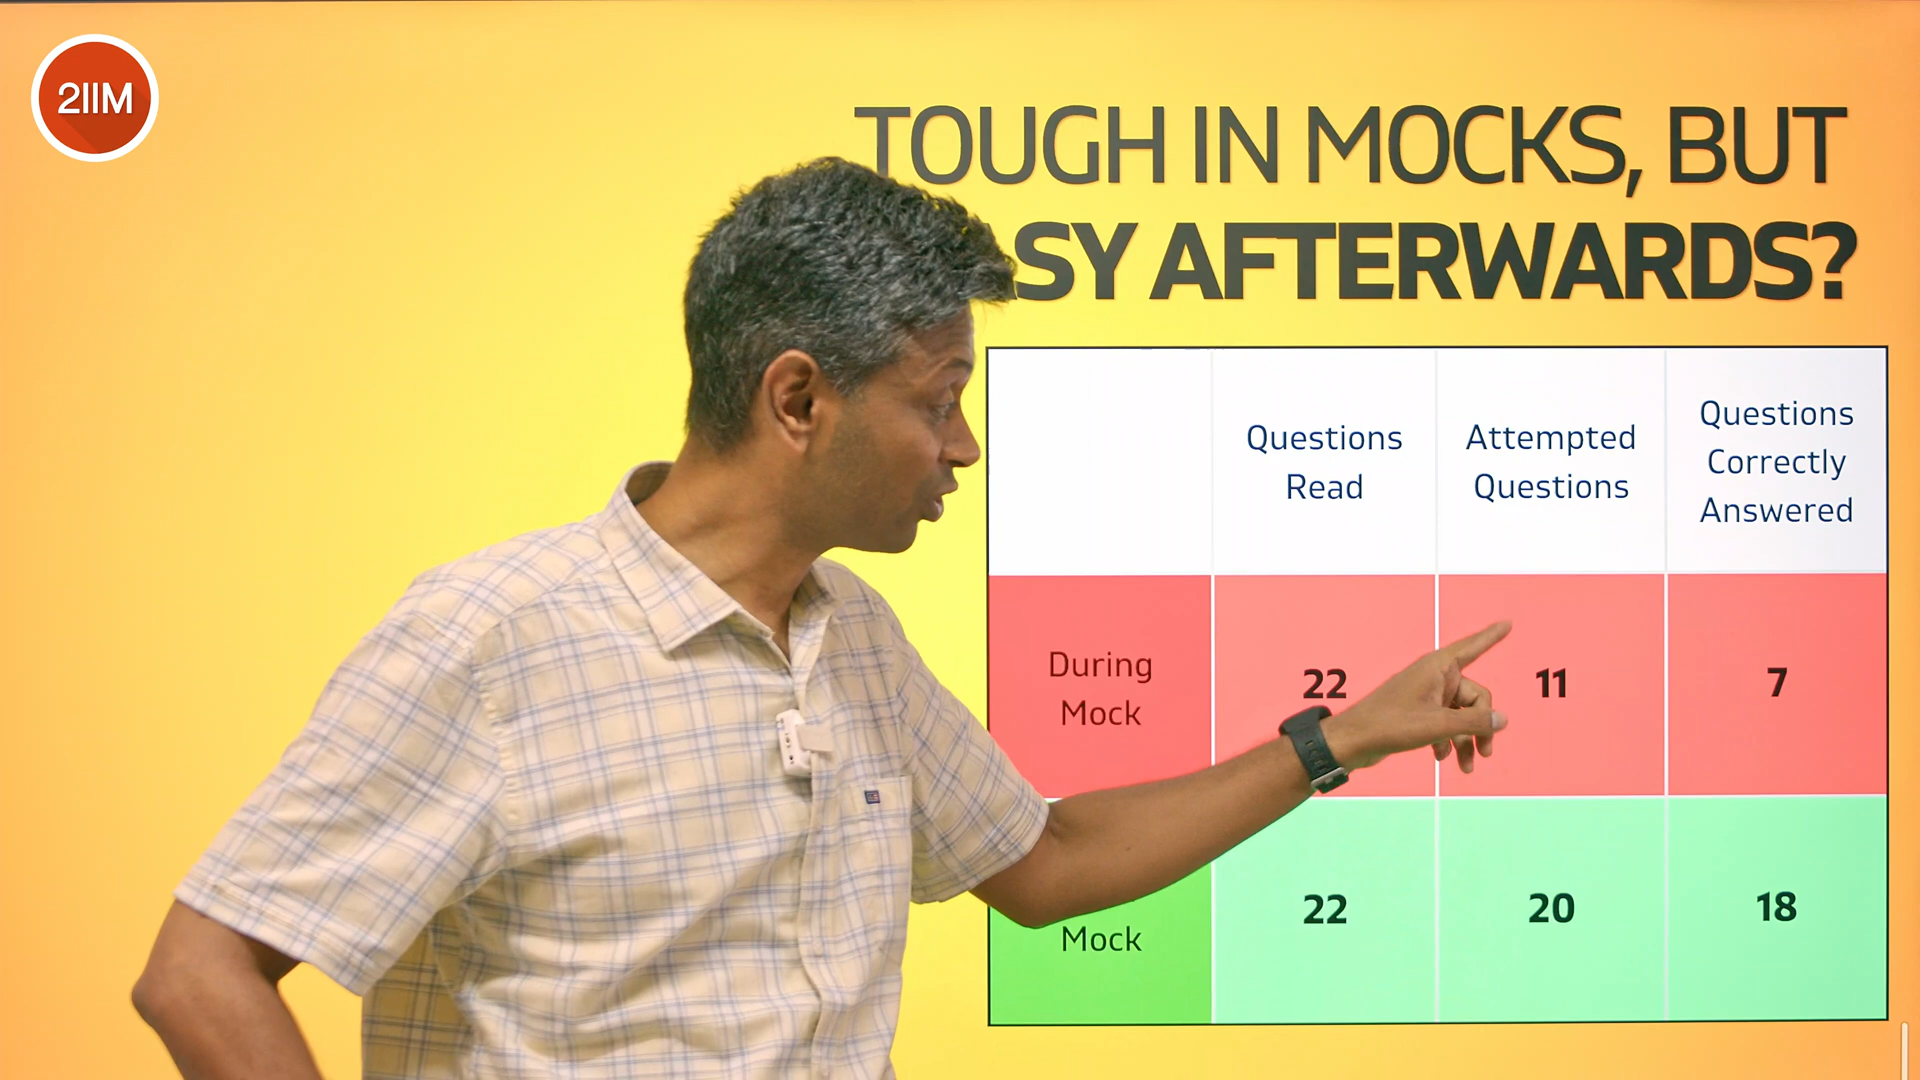 2IIM
TOUGH IN MOCKS, BUT
SY AFTERWARDS?
Questions
Read
Attempted
Questions
Questions
Correctly
Answered
During
Mock
22
11
7
Mock
22
20
18